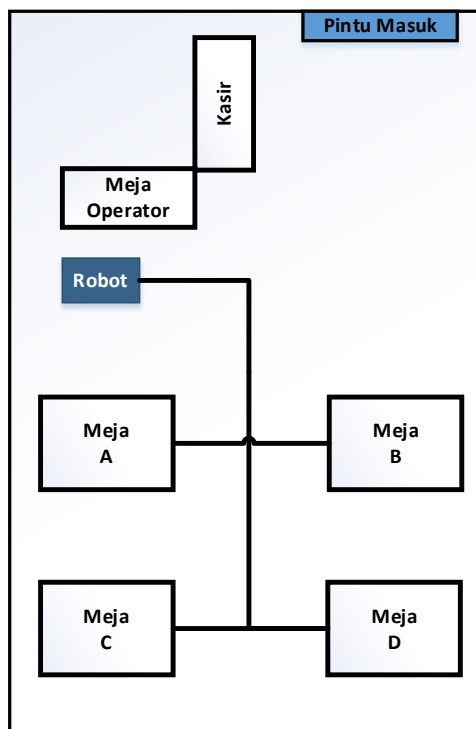 Pintu Masuk
Kasir
Meja
Operator
Robot
Meja
A
Meja
B
Meja
C
Meja
D